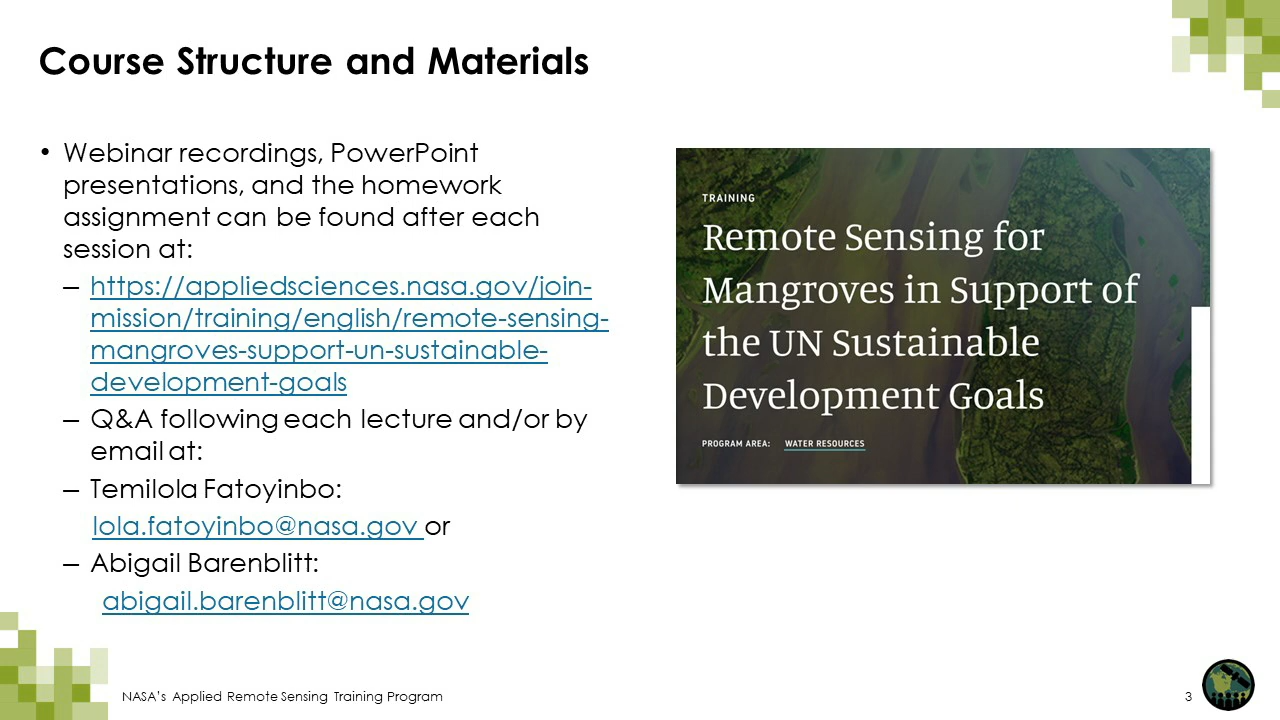 Course Structure and Materials
• Webinar recordings, PowerPoint
presentations, and the homework
assignment can be found after each
session at:
– https://appliedsciences.nasa.gov/join-
mission/training/english/remote-sensing-
mangroves-support-un-sustainable-
development-goals
– Q&A following each lecture and/or by
email at:
– Temilola Fatoyinbo:
lola.fatoyinbo@nasa.gov or
– Abigail Barenblitt:
abigail.barenblitt@nasa.gov
TRAINING
Remote Sensing for
Mangroves in Support of
the UN Sustainable
Development Goals
PROGRAM AREA: WATER RESOURCES
NASA's Applied Remote Sensing Training Program
3